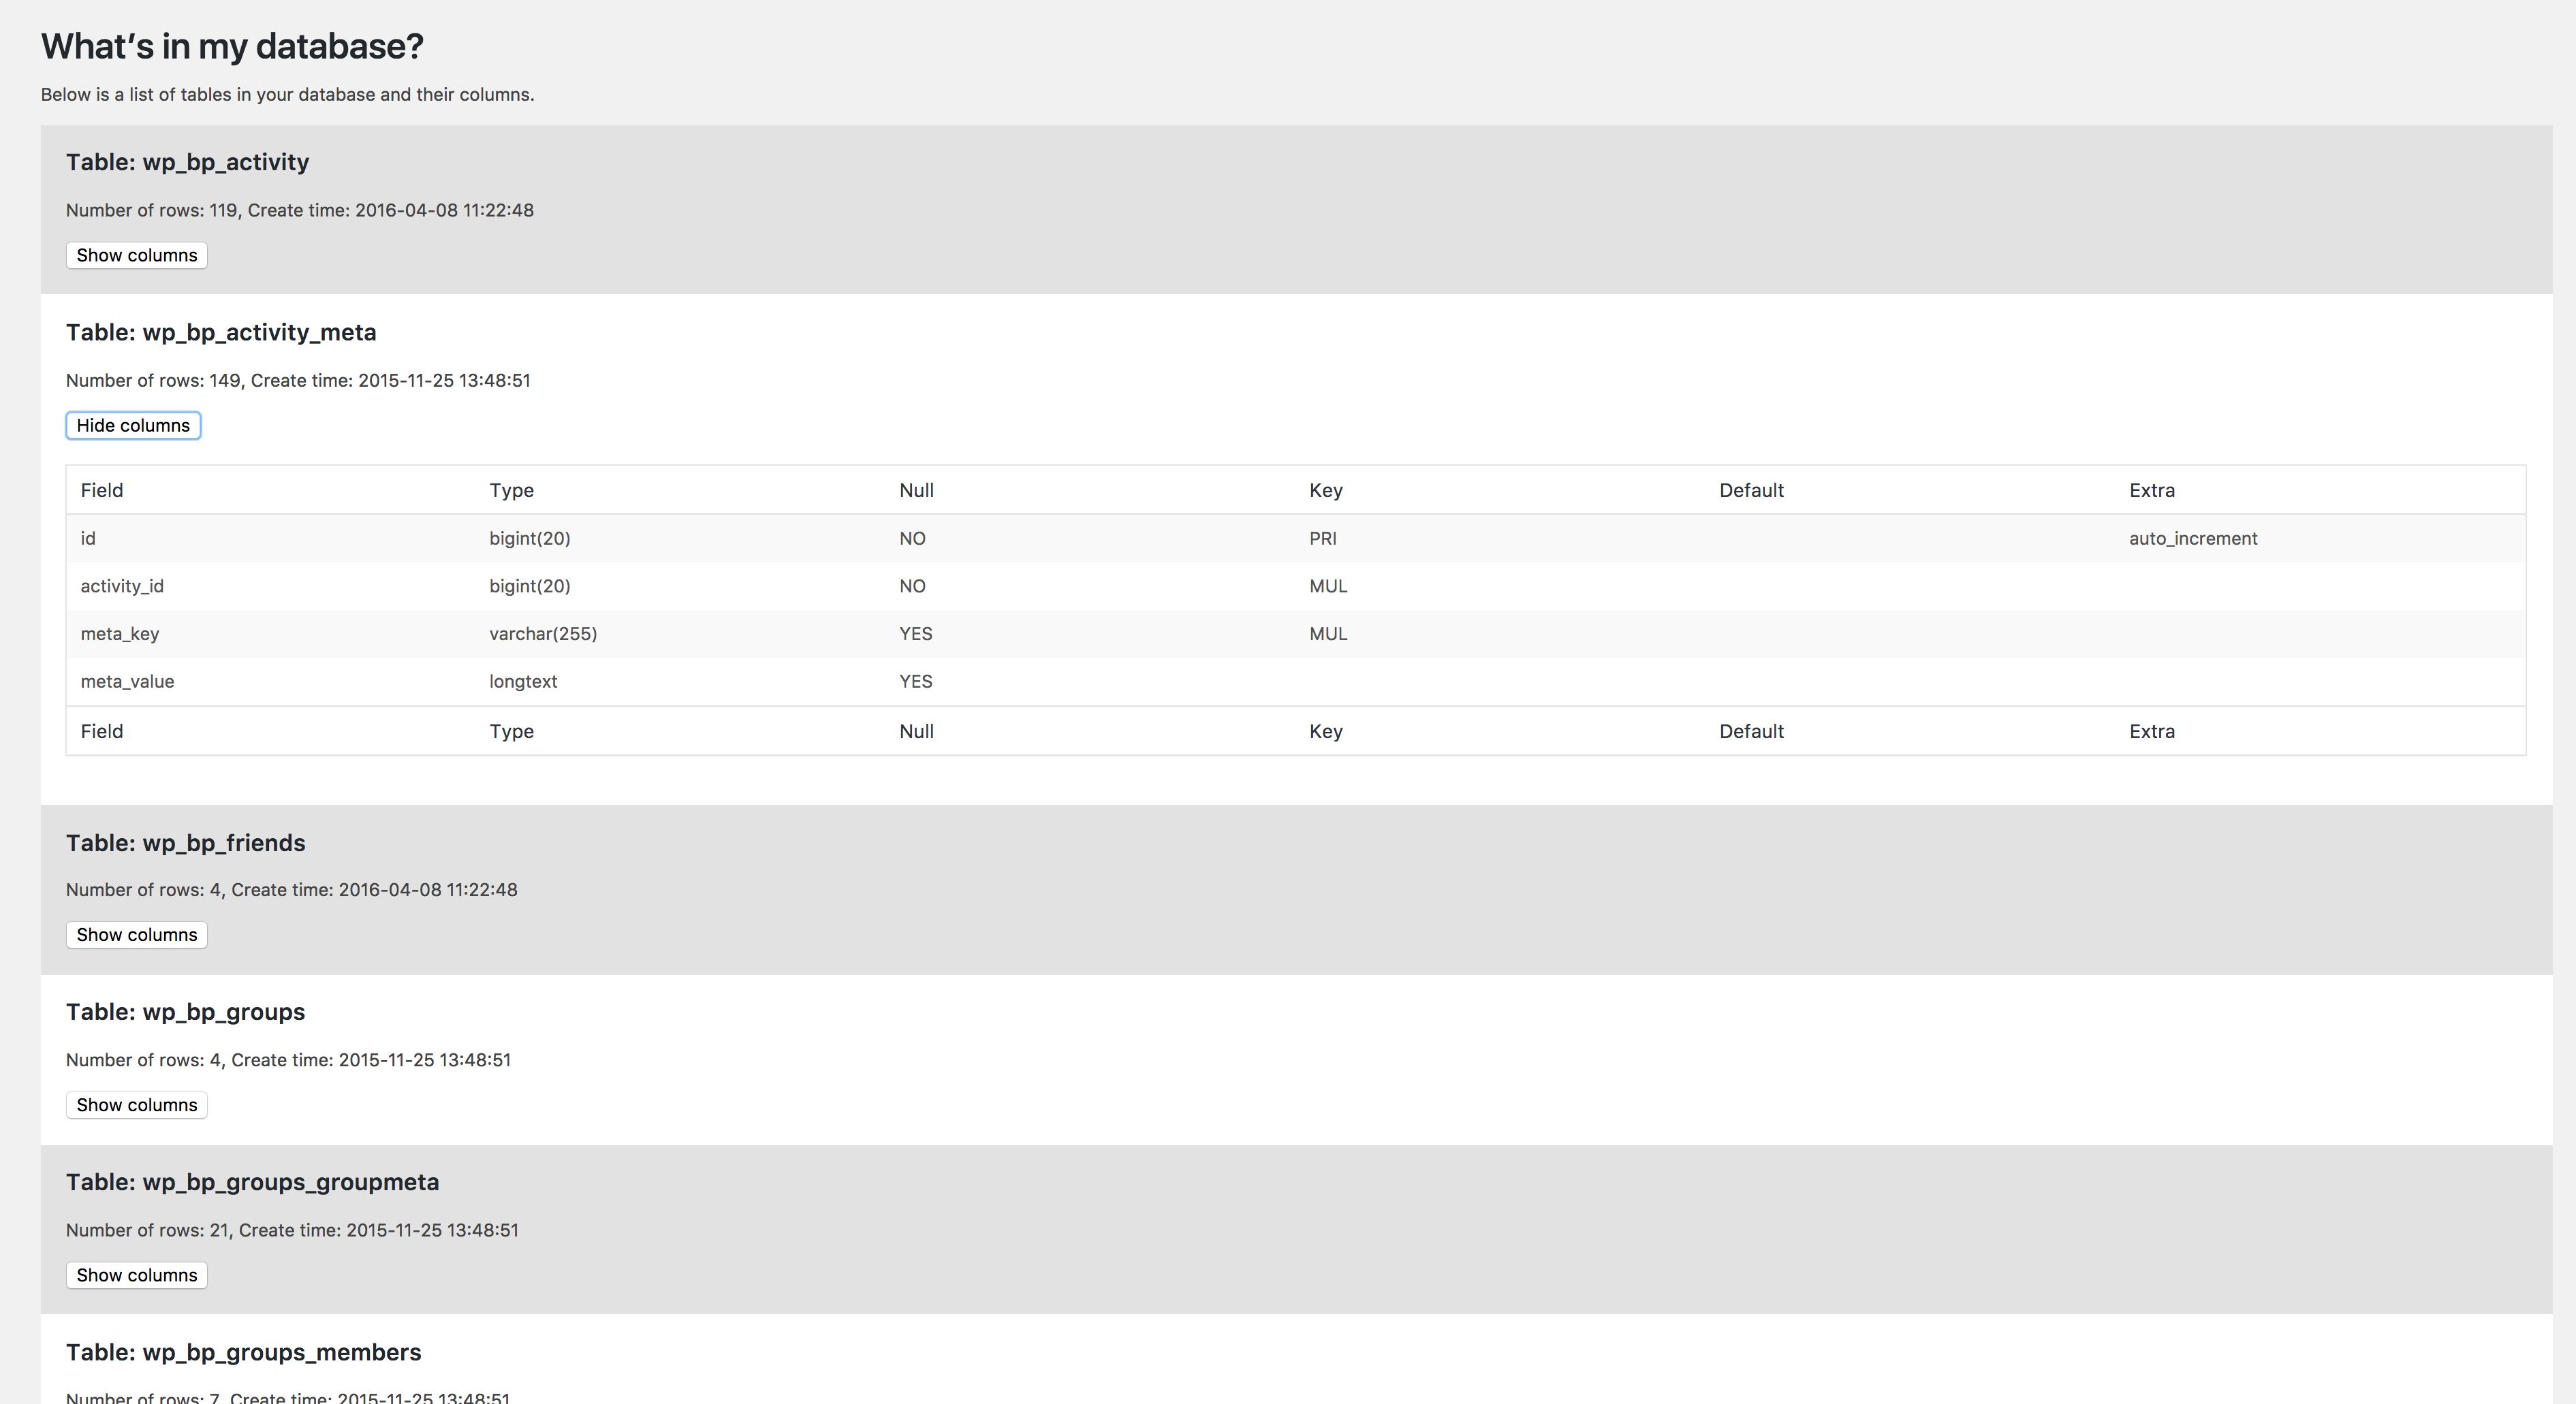 What's in my database?
Below is a list of tables in your database and their columns.
Table: wp_bp_activity
Number of rows: 119, Create time: 2016-04-08 11:22:48
Show columns
Table: wp_bp_activity_meta
Number of rows: 149, Create time: 2015-11-25 13:48:51
Hide columns
Field Type Null Key Default Extra
id bigint(20) NO PRI auto_increment
activity_id bigint(20) NO MUL
meta_key varchar(255) YES MUL
meta_value longtext YES
Field Type Null Key Default Extra
Table: wp_bp_friends
Number of rows: 4, Create time: 2016-04-08 11:22:48
Show columns
Table: wp_bp_groups
Number of rows: 4, Create time: 2015-11-25 13:48:51
Show columns
Table: wp_bp_groups_groupmeta
Number of rows: 21, Create time: 2015-11-25 13:48:51
Show columns
Table: wp_bp_groups_members
Number of rows: 7, Create time: 2015-11-25 13:48:51